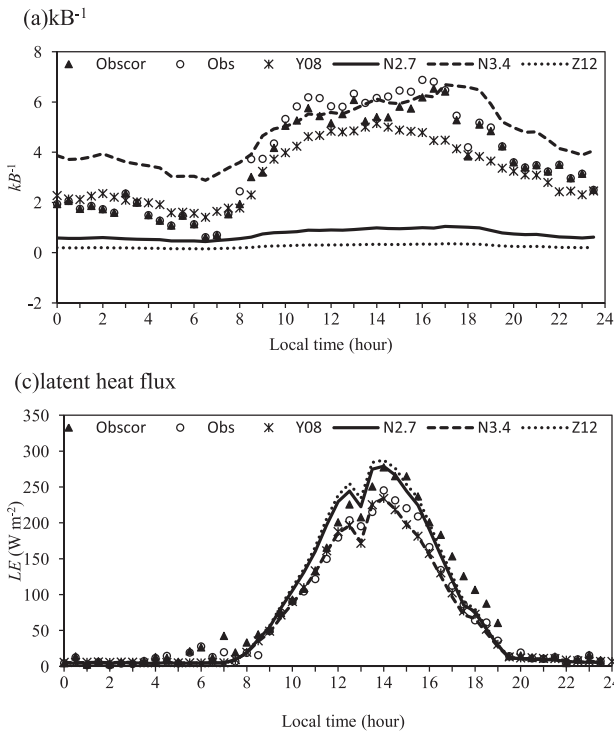 (a)kB⁻¹
8
Obscor Obs Y08 N2.7 N3.4 Z12
6
4
2
0
-2
kB⁻¹
0 2 4 6 8 10 12 14 16 18 20 22 24
Local time (hour)
(c)latent heat flux
350
Obscor Obs Y08 N2.7 N3.4 Z12
300
250
200
150
100
50
0
LE (W m⁻²)
0 2 4 6 8 10 12 14 16 18 20 22 24
Local time (hour)